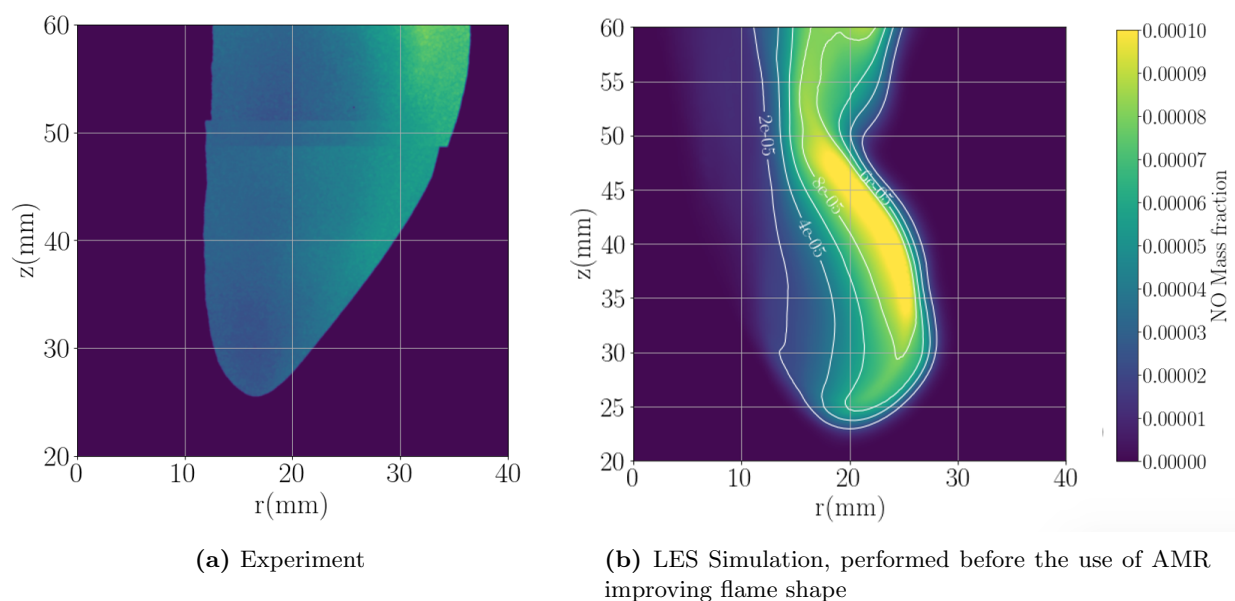 60
50
40
30
20
z(mm)
0
10
20
30
40
r(mm)
(a) Experiment
60
55
50
45
40
35
30
25
20
z(mm)
2e-05
4e-05
8e-05
6e-05
0
10
20
30
40
r(mm)
0.00010
0.00009
0.00008
0.00007
0.00006
0.00005
0.00004
0.00003
0.00002
0.00001
0.00000
NO Mass fraction
(b) LES Simulation, performed before the use of AMR
improving flame shape